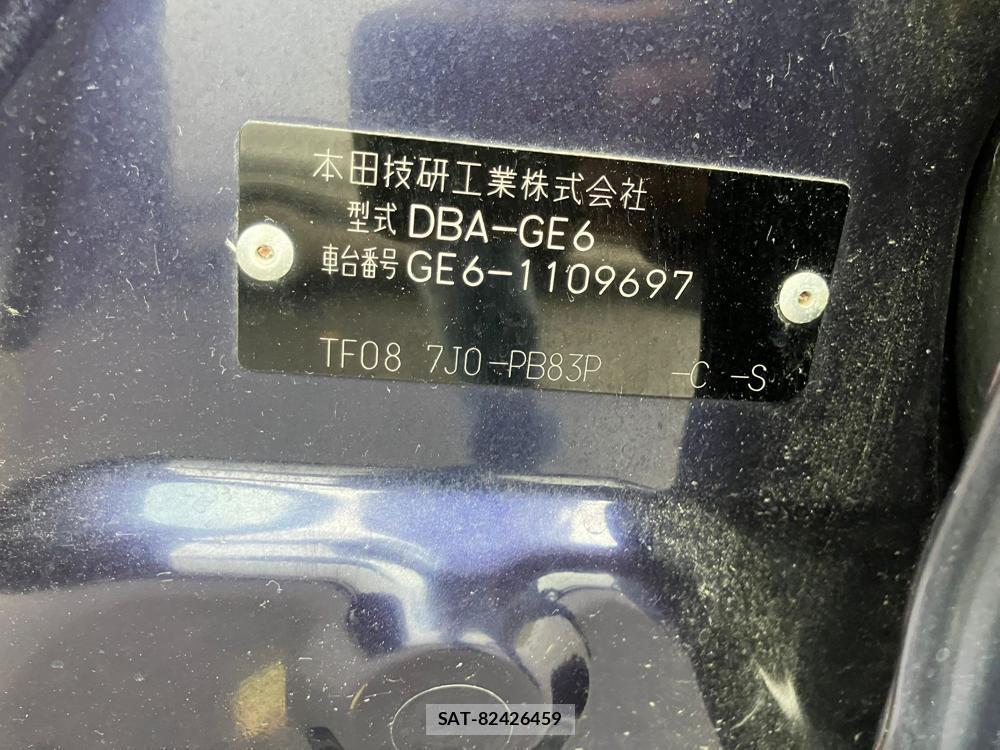 本田技研工業株式会社
型式 DBA-GE6
車台番号 GE6-1109697
TF08 7J0-PB83P -C -S
SAT-82426459